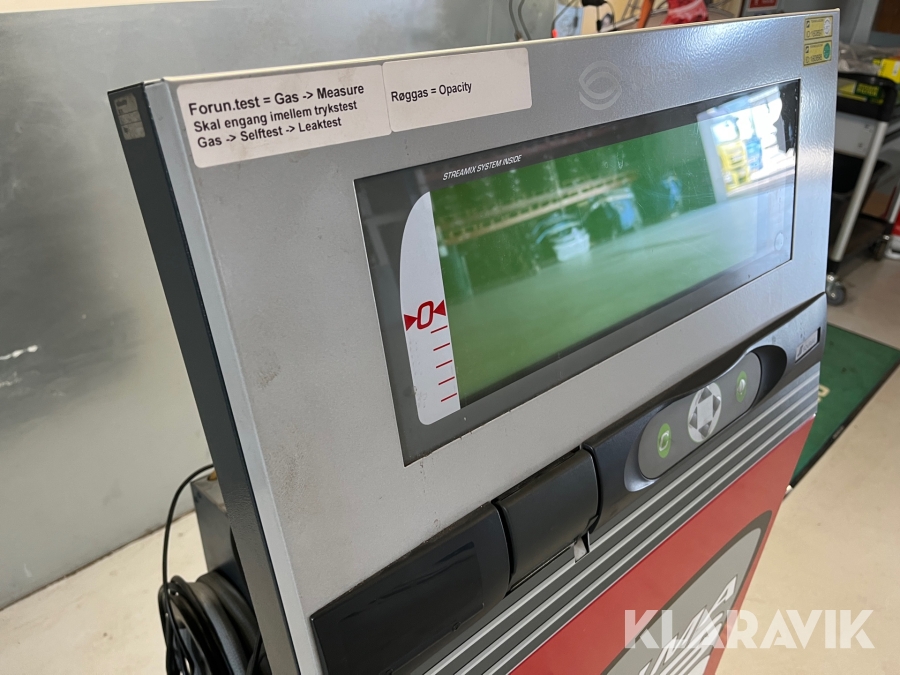 Forun.test = Gas -> Measure
Skal engang imellem trykstest
Gas -> Selftest -> Leaktest
Røggas = Opacity
STREAMIX SYSTEM INSIDE
0
KLARAVIK